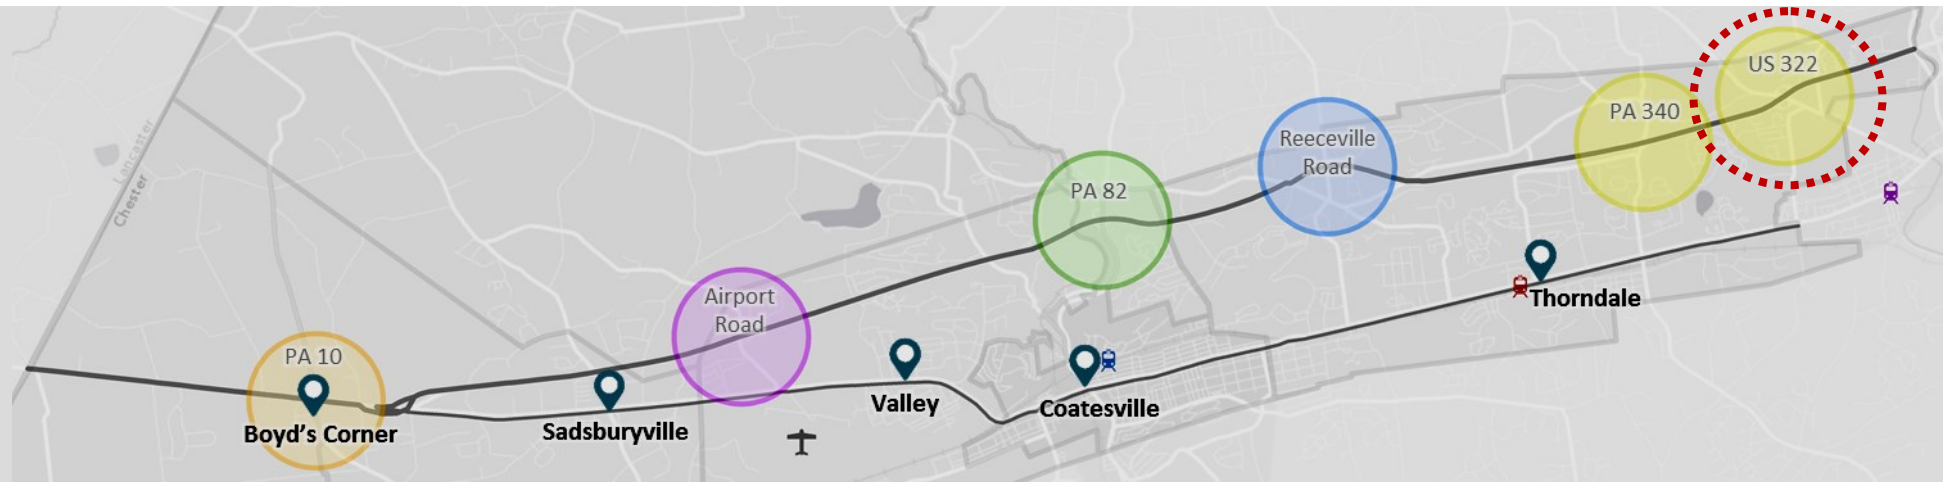 Lancaster
Chester
PA 10
Boyd's Corner
Sadsburyville
Airport
Road
Valley
PA 82
Coatesville
Reeceville
Road
Thorndale
PA 340
US 322